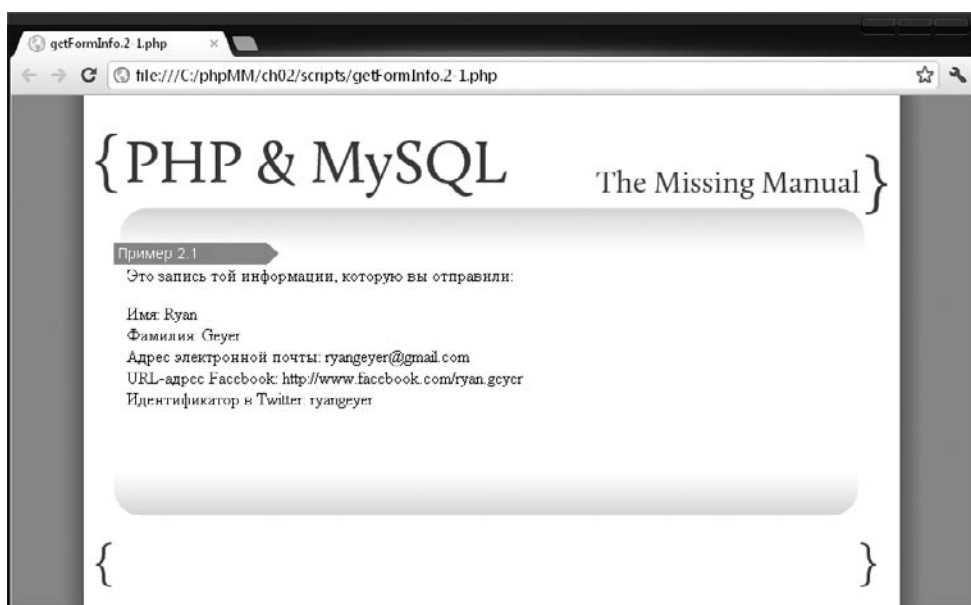 getFormInfo.2-1.php
file:///C:/phpMM/ch02/scripts/getFormInfo.2-1.php
{PHP & MySQL The Missing Manual}
Пример 2.1
Это запись той информации, которую вы отправили:
Имя: Ryan
Фамилия: Geyer
Адрес электронной почты: ryangeyer@gmail.com
URL-адрес Facebook: http://www.facebook.com/ryan.geyer
Идентификатор в Twitter: ryangeyer
{ }